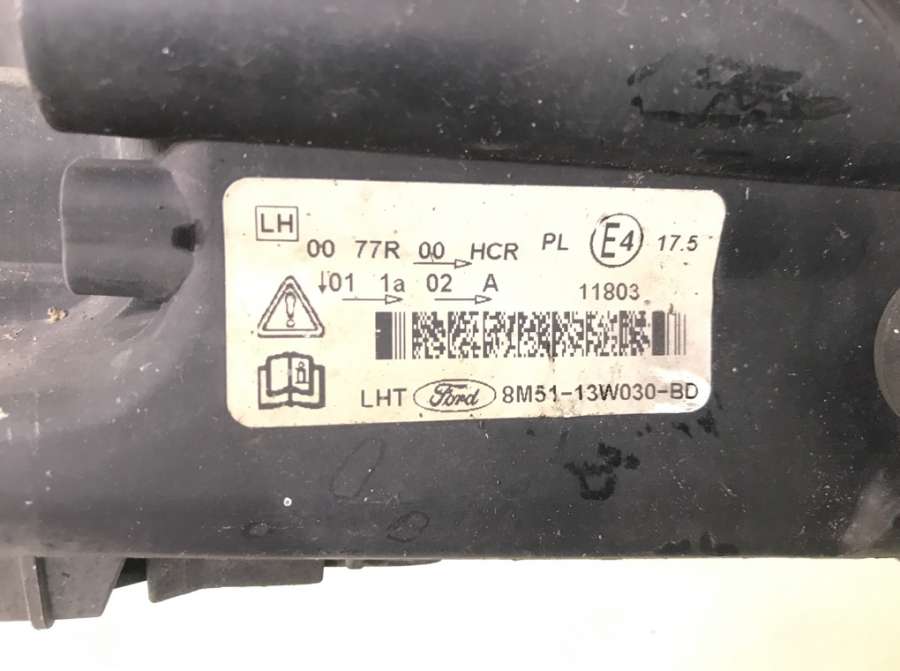 LH
00 77R 00 HCR PL E4 17.5
↓01 1a 02 A 11803
LHT Ford 8M51-13W030-BD